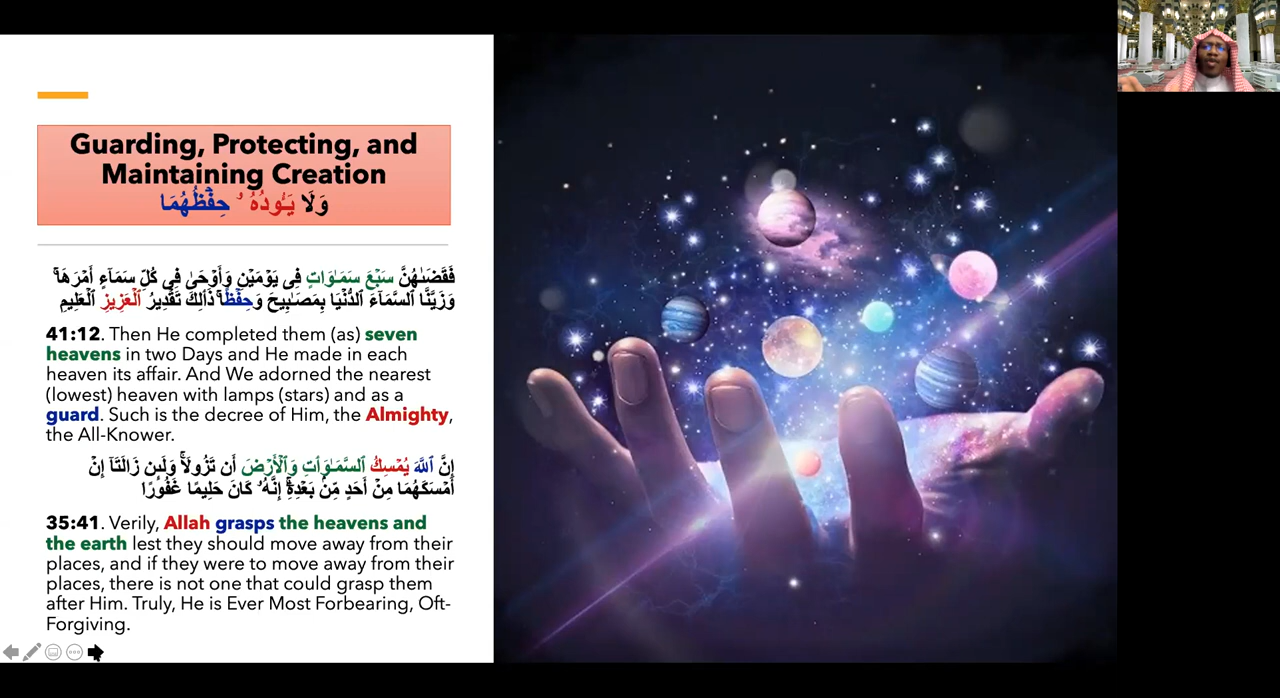 Guarding, Protecting, and
Maintaining Creation
وَلَا يَـُٔودُهُۥ حِفْظُهُمَا
فَقَضَىٰهُنَّ سَبْعَ سَمَـٰوَاتٍ فِى يَوْمَيْنِ وَأَوْحَىٰ فِى كُلِّ سَمَآءٍ أَمْرَهَا ۚ
وَزَيَّنَّا ٱلسَّمَآءَ ٱلدُّنْيَا بِمَصَـٰبِيحَ وَحِفْظًا ۚ ذَٰلِكَ تَقْدِيرُ ٱلْعَزِيزِ ٱلْعَلِيمِ
41:12. Then He completed them (as) seven
heavens in two Days and He made in each
heaven its affair. And We adorned the nearest
(lowest) heaven with lamps (stars) and as a
guard. Such is the decree of Him, the Almighty,
the All-Knower.
إِنَّ ٱللَّهَ يُمْسِكُ ٱلسَّمَـٰوَٰتِ وَٱلْأَرْضَ أَن تَزُولَا ۚ وَلَئِن زَالَتَآ إِنْ
أَمْسَكَهُمَا مِنْ أَحَدٍ مِّنۢ بَعْدِهِۦٓ ۚ إِنَّهُۥ كَانَ حَلِيمًا غَفُورًا
35:41. Verily, Allah grasps the heavens and
the earth lest they should move away from their
places, and if they were to move away from their
places, there is not one that could grasp them
after Him. Truly, He is Ever Most Forbearing, Oft-
Forgiving.